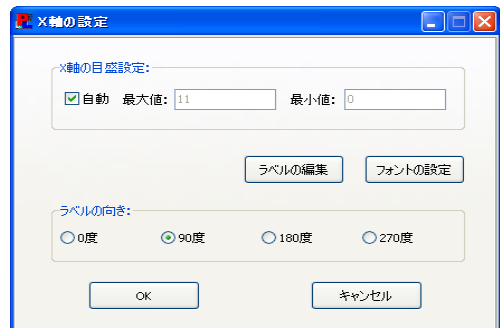 X軸の設定
X軸の目盛設定:
自動 最大値: 11 最小値: 0
ラベルの編集 フォントの設定
ラベルの向き:
0度 90度 180度 270度
OK キャンセル